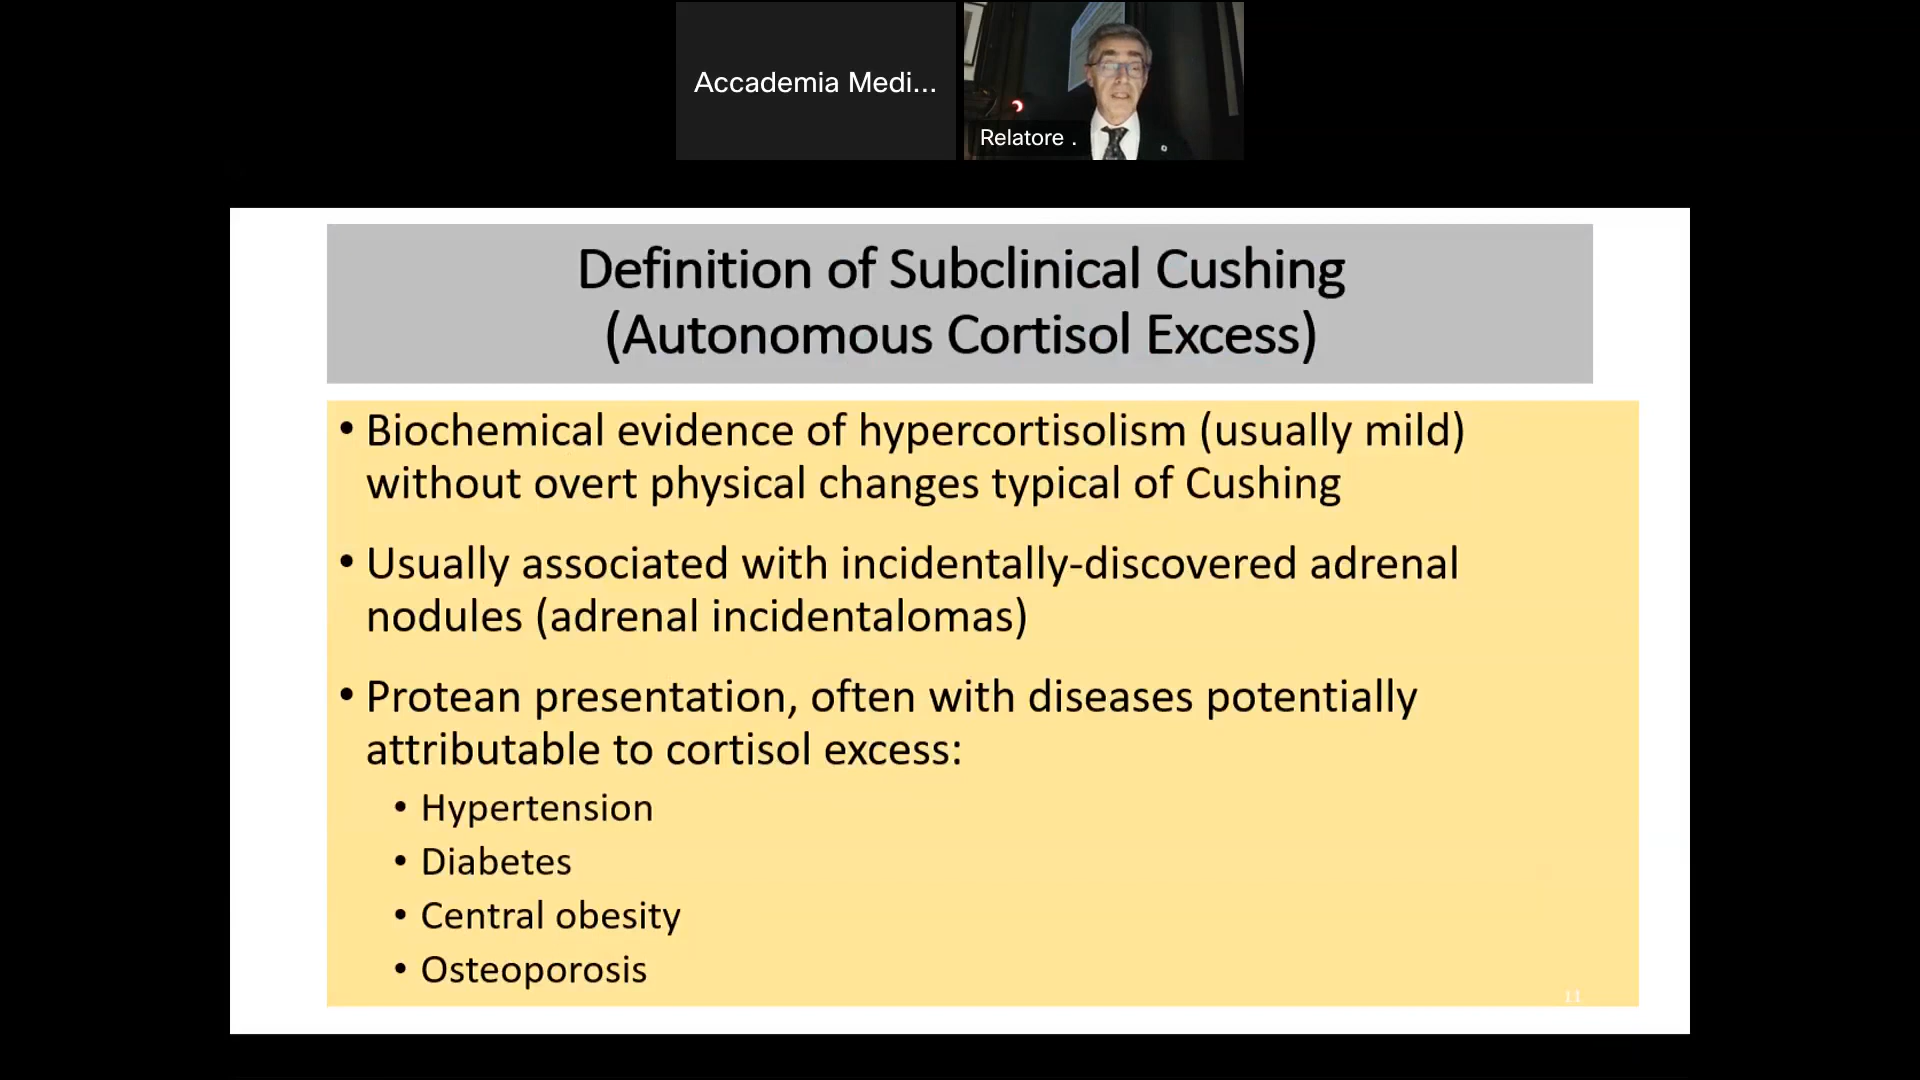 Accademia Medi...
Relatore .
Definition of Subclinical Cushing
(Autonomous Cortisol Excess)
• Biochemical evidence of hypercortisolism (usually mild)
without overt physical changes typical of Cushing
• Usually associated with incidentally-discovered adrenal
nodules (adrenal incidentalomas)
• Protean presentation, often with diseases potentially
attributable to cortisol excess:
• Hypertension
• Diabetes
• Central obesity
• Osteoporosis
11